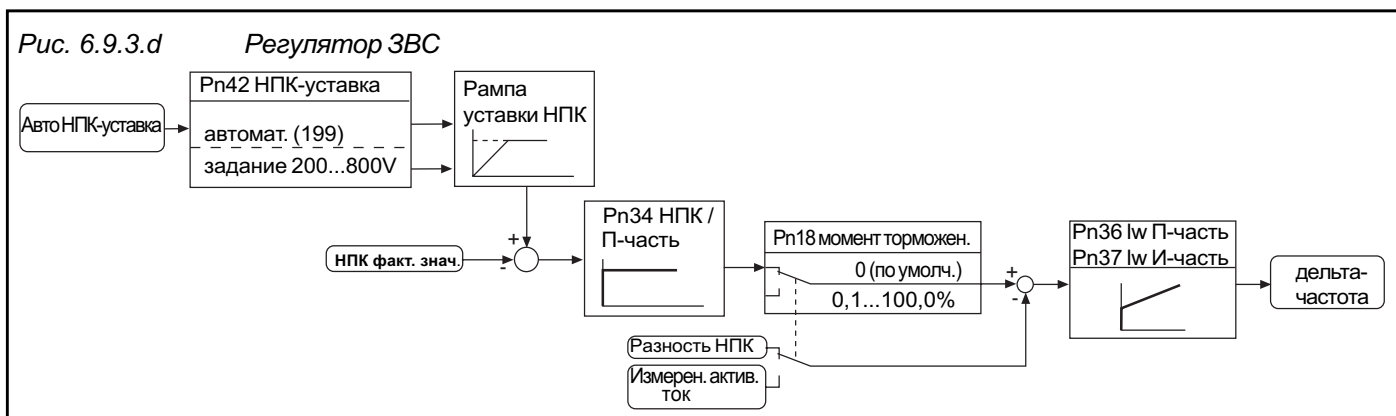 Рис. 6.9.3.d Регулятор ЗВС
Pn42 НПК-уставка
Авто НПК-уставка
автомат. (199)
задание 200...800V
Рампа
уставки НПК
НПК факт. знач.
+
-
Pn34 НПК /
П-часть
Pn18 момент торможен.
0 (по умолч.)
0,1...100,0%
Разность НПК
Измерен. актив.
ток
+
-
Pn36 lw П-часть
Pn37 lw И-часть
дельта-
частота